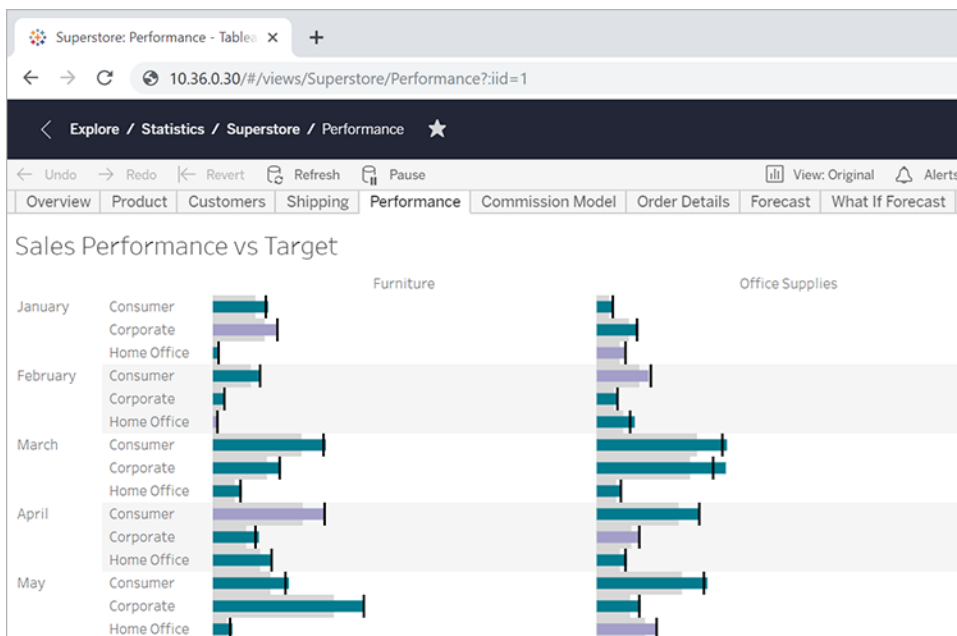 Superstore: Performance - Tablea
10.36.0.30/#/views/Superstore/Performance?:iid=1
Explore / Statistics / Superstore / Performance
Undo Redo Revert Refresh Pause View: Original Alerts
Overview Product Customers Shipping Performance Commission Model Order Details Forecast What If Forecast
Sales Performance vs Target
Furniture Office Supplies
January Consumer
Corporate
Home Office
February Consumer
Corporate
Home Office
March Consumer
Corporate
Home Office
April Consumer
Corporate
Home Office
May Consumer
Corporate
Home Office